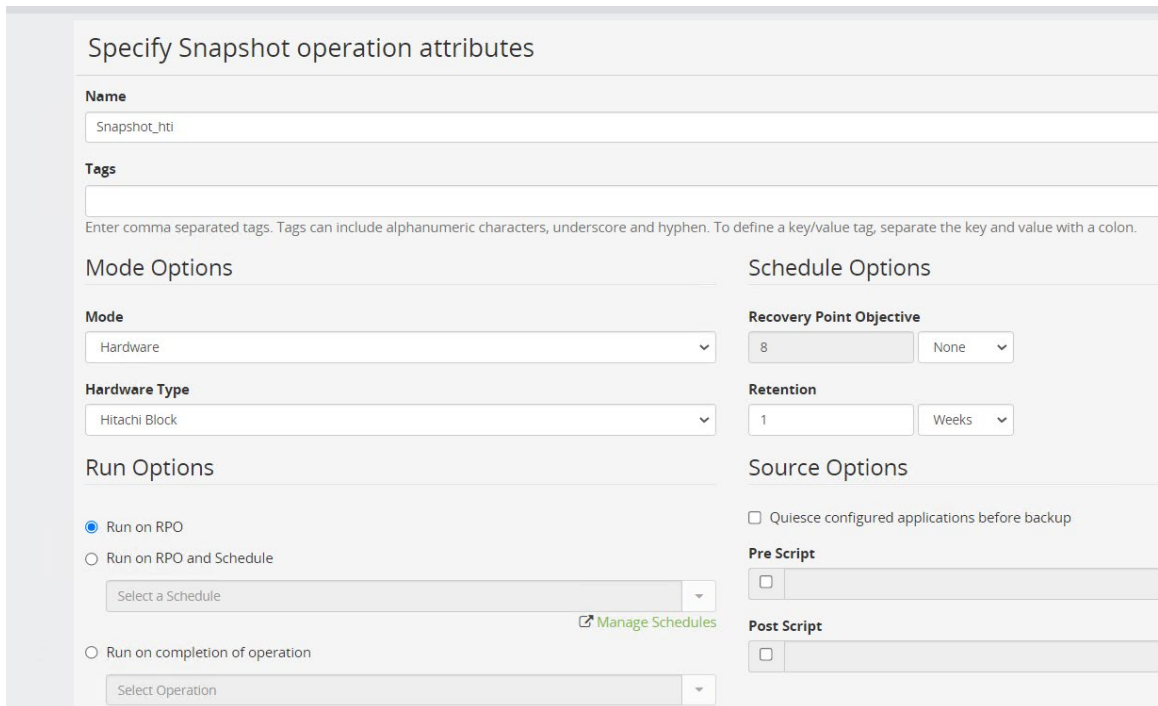 Specify Snapshot operation attributes
Name
Snapshot_hti
Tags
Enter comma separated tags. Tags can include alphanumeric characters, underscore and hyphen. To define a key/value tag, separate the key and value with a colon.
Mode Options
Mode
Hardware
Hardware Type
Hitachi Block
Run Options
Run on RPO
Run on RPO and Schedule
Select a Schedule
Manage Schedules
Run on completion of operation
Select Operation
Schedule Options
Recovery Point Objective
8 None
Retention
1 Weeks
Source Options
Quiesce configured applications before backup
Pre Script
Post Script